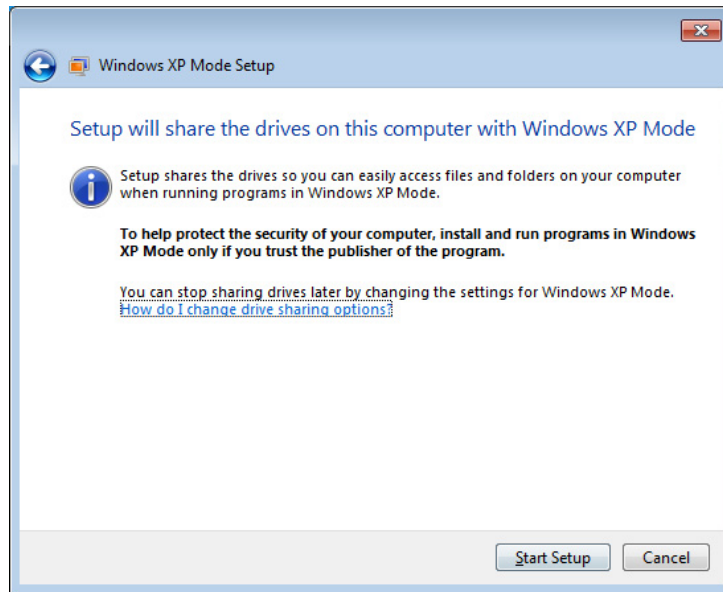 Windows XP Mode Setup
Setup will share the drives on this computer with Windows XP Mode
Setup shares the drives so you can easily access files and folders on your computer
when running programs in Windows XP Mode.
To help protect the security of your computer, install and run programs in Windows
XP Mode only if you trust the publisher of the program.
You can stop sharing drives later by changing the settings for Windows XP Mode.
How do I change drive sharing options?
Start Setup
Cancel